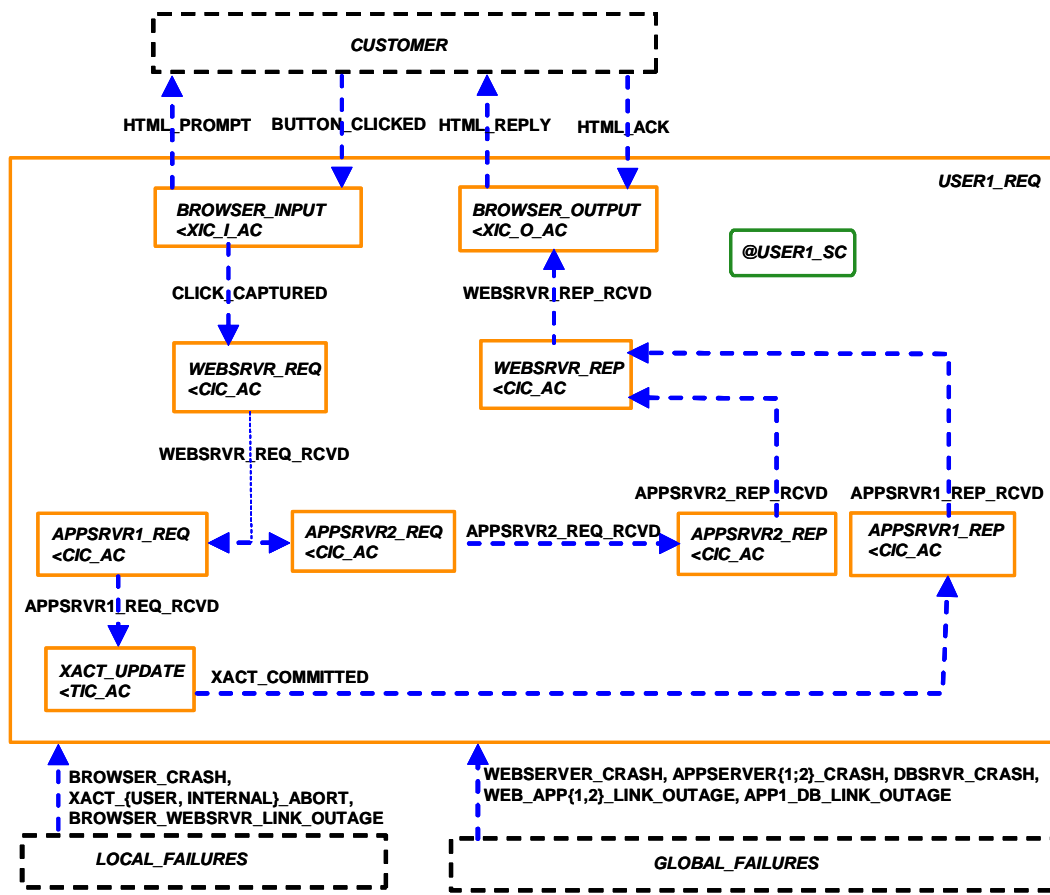 CUSTOMER
HTML_PROMPT
BUTTON_CLICKED
HTML_REPLY
HTML_ACK
USER1_REQ
BROWSER_INPUT
<XIC_I_AC
BROWSER_OUTPUT
<XIC_O_AC
@USER1_SC
CLICK_CAPTURED
WEBSRVR_REP_RCVD
WEBSRVR_REQ
<CIC_AC
WEBSRVR_REP
<CIC_AC
WEBSRVR_REQ_RCVD
APPSRVR2_REP_RCVD
APPSRVR1_REP_RCVD
APPSRVR1_REQ
<CIC_AC
APPSRVR2_REQ
<CIC_AC
APPSRVR2_REQ_RCVD
APPSRVR2_REP
<CIC_AC
APPSRVR1_REP
<CIC_AC
APPSRVR1_REQ_RCVD
XACT_UPDATE
<TIC_AC
XACT_COMMITTED
BROWSER_CRASH,
XACT_{USER, INTERNAL}_ABORT,
BROWSER_WEBSRVR_LINK_OUTAGE
WEBSERVER_CRASH, APPSERVER{1;2}_CRASH, DBSRVR_CRASH,
WEB_APP{1,2}_LINK_OUTAGE, APP1_DB_LINK_OUTAGE
LOCAL_FAILURES
GLOBAL_FAILURES